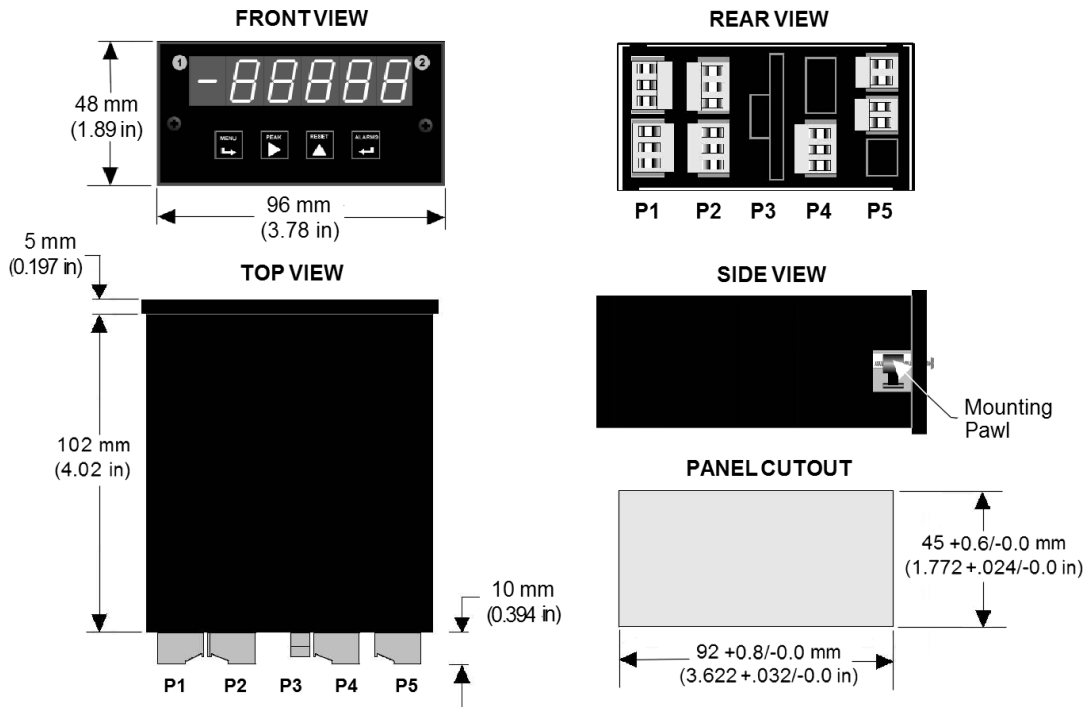 FRONT VIEW
1
2
-88888
MENU
PEAK
RESET
ALARMS
48 mm
(1.89 in)
96 mm
(3.78 in)
REAR VIEW
P1 P2 P3 P4 P5
5 mm
(0.197 in)
TOP VIEW
102 mm
(4.02 in)
10 mm
(0.394 in)
P1 P2 P3 P4 P5
SIDE VIEW
Mounting
Pawl
PANEL CUTOUT
45 +0.6/-0.0 mm
(1.772 +.024/-0.0 in)
92 +0.8/-0.0 mm
(3.622 +.032/-0.0 in)